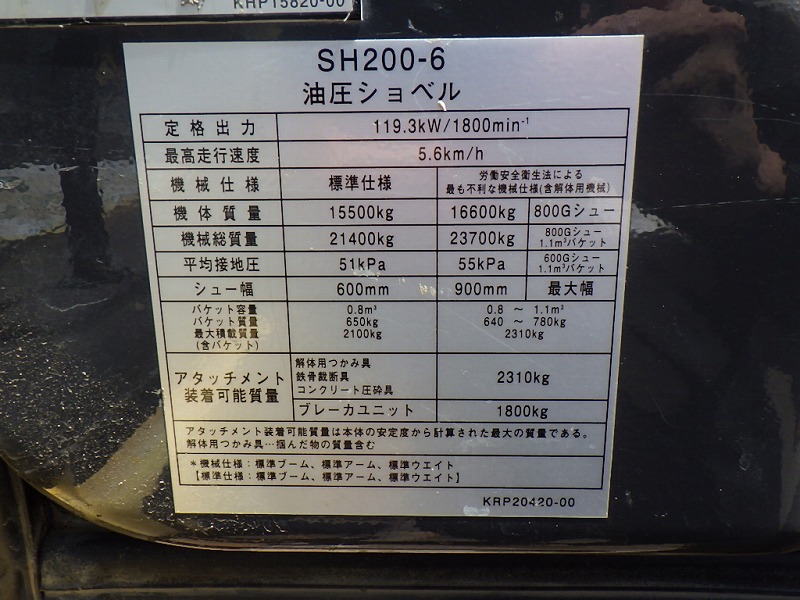 KHP15820-00
SH200-6
油圧ショベル
定格出力 119.3kW/1800min⁻¹
最高走行速度 5.6km/h
機械仕様 標準仕様 労働安全衛生法による
最も不利な機械仕様(含解体用機械)
機体質量 15500kg 16600kg 800Gシュー
機械総質量 21400kg 23700kg 800Gシュー
1.1m³バケット
平均接地圧 51kPa 55kPa 600Gシュー
1.1m³バケット
シュー幅 600mm 900mm 最大幅
バケット容量 0.8m³ 0.8 ～ 1.1m³
バケット質量 650kg 640 ～ 780kg
最大積載質量 2100kg 2310kg
(含バケット)
アタッチメント
装着可能質量
解体用つかみ具
鉄骨裁断具
コンクリート圧砕具
2310kg
ブレーカユニット 1800kg
アタッチメント装着可能質量は本体の安定度から計算された最大の質量である。
解体用つかみ具…掴んだ物の質量含む
*機械仕様：標準ブーム、標準アーム、標準ウエイト
【標準仕様：標準ブーム、標準アーム、標準ウエイト】
KRP20420-00